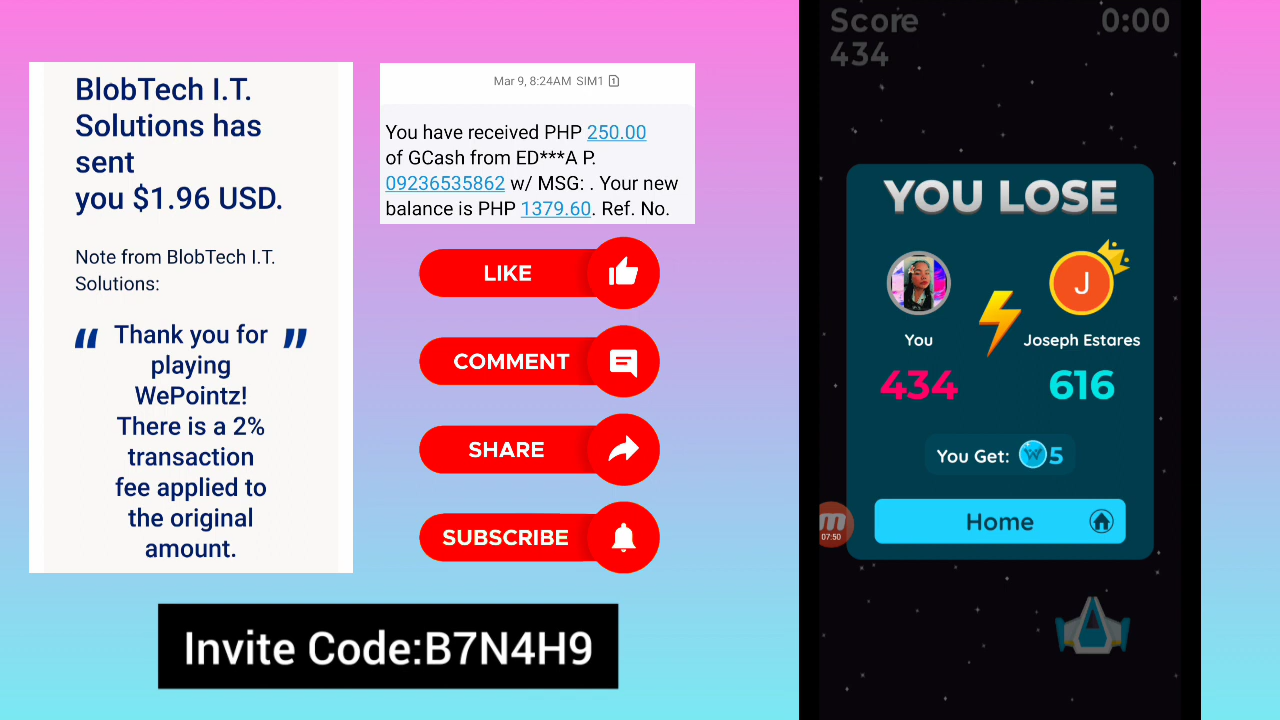 BlobTech I.T.
Solutions has
sent
you $1.96 USD.
Note from BlobTech I.T.
Solutions:
“ Thank you for ”
playing
WePointz!
There is a 2%
transaction
fee applied to
the original
amount.
Mar 9, 8:24AM SIM1 1
You have received PHP 250.00
of GCash from ED***A P.
09236535862 w/ MSG: . Your new
balance is PHP 1379.60. Ref. No.
LIKE
COMMENT
SHARE
SUBSCRIBE
Invite Code:B7N4H9
Score 0:00
434
YOU LOSE
J
You Joseph Estares
434 616
You Get: W 5
Home
07:50